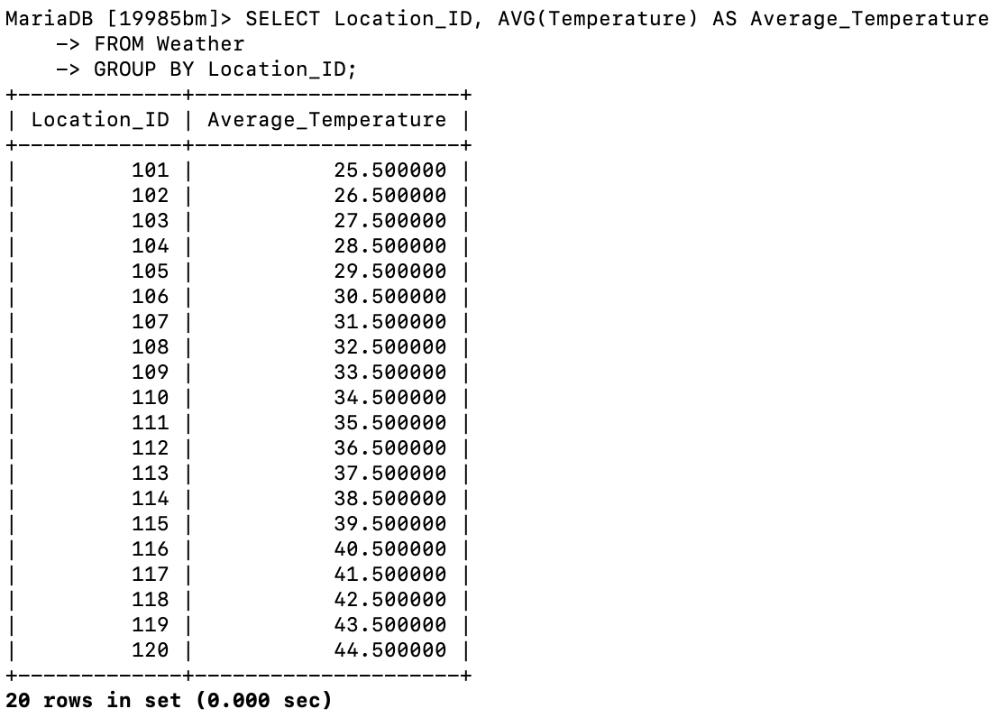 MariaDB [19985bm]> SELECT Location_ID, AVG(Temperature) AS Average_Temperature
    -> FROM Weather
    -> GROUP BY Location_ID;
+-------------+---------------------+
| Location_ID | Average_Temperature |
+-------------+---------------------+
|         101 |           25.500000 |
|         102 |           26.500000 |
|         103 |           27.500000 |
|         104 |           28.500000 |
|         105 |           29.500000 |
|         106 |           30.500000 |
|         107 |           31.500000 |
|         108 |           32.500000 |
|         109 |           33.500000 |
|         110 |           34.500000 |
|         111 |           35.500000 |
|         112 |           36.500000 |
|         113 |           37.500000 |
|         114 |           38.500000 |
|         115 |           39.500000 |
|         116 |           40.500000 |
|         117 |           41.500000 |
|         118 |           42.500000 |
|         119 |           43.500000 |
|         120 |           44.500000 |
+-------------+---------------------+
20 rows in set (0.000 sec)